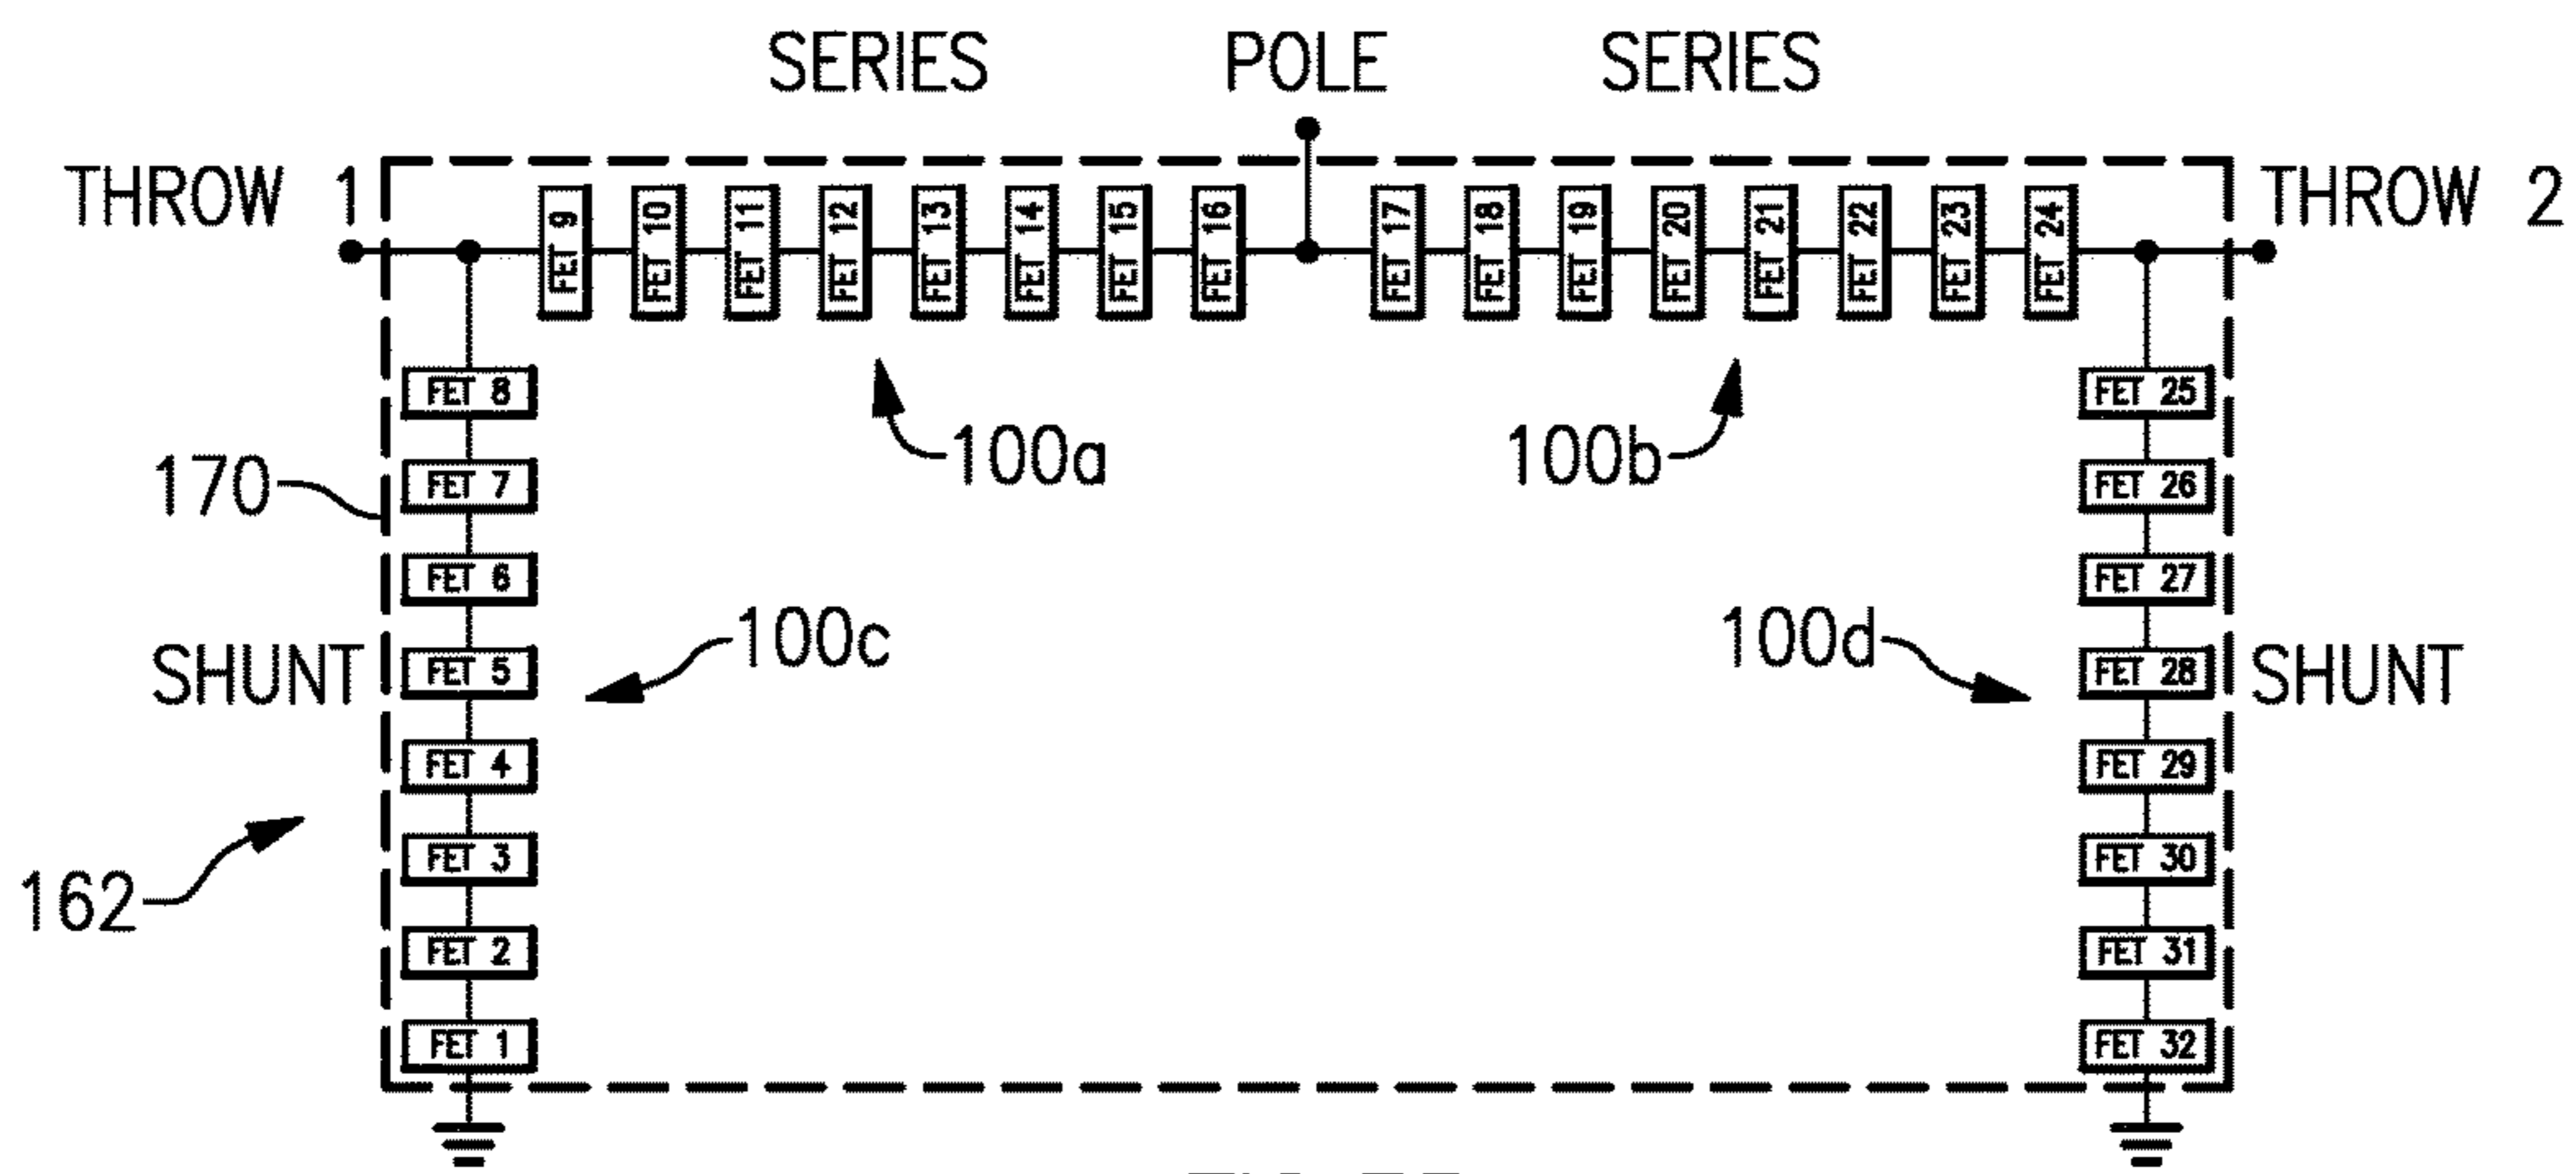 SERIES POLE SERIES
THROW 1 THROW 2
FET 9 FET 10 FET 11 FET 12 FET 13 FET 14 FET 15 FET 16 FET 17 FET 18 FET 19 FET 20 FET 21 FET 22 FET 23 FET 24
FET 8 FET 25
100a 100b
170 FET 7 FET 26
FET 6 FET 27
100c 100d
SHUNT FET 5 FET 28 SHUNT
FET 4 FET 29
FET 3 FET 30
162
FET 2 FET 31
FET 1 FET 32